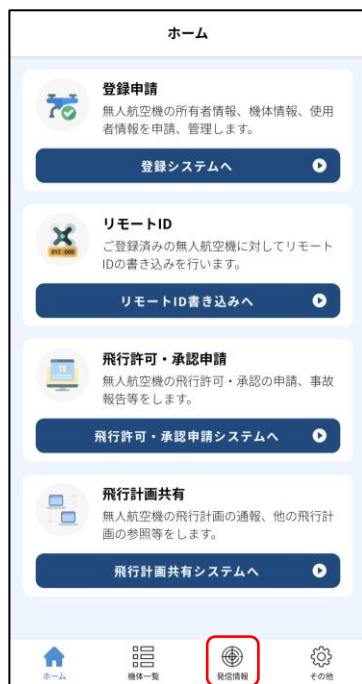 ホーム
登録申請
無人航空機の所有者情報、機体情報、使用
者情報を申請、管理します。
登録システムへ
リモートID
XYZ 000
ご登録済みの無人航空機に対してリモート
IDの書き込みを行います。
リモートID書き込みへ
飛行許可・承認申請
無人航空機の飛行許可・承認の申請、事故
報告等をします。
飛行許可・承認申請システムへ
飛行計画共有
無人航空機の飛行計画の通報、他の飛行計
画の参照等をします。
飛行計画共有システムへ
ホーム
機体一覧
発信情報
その他